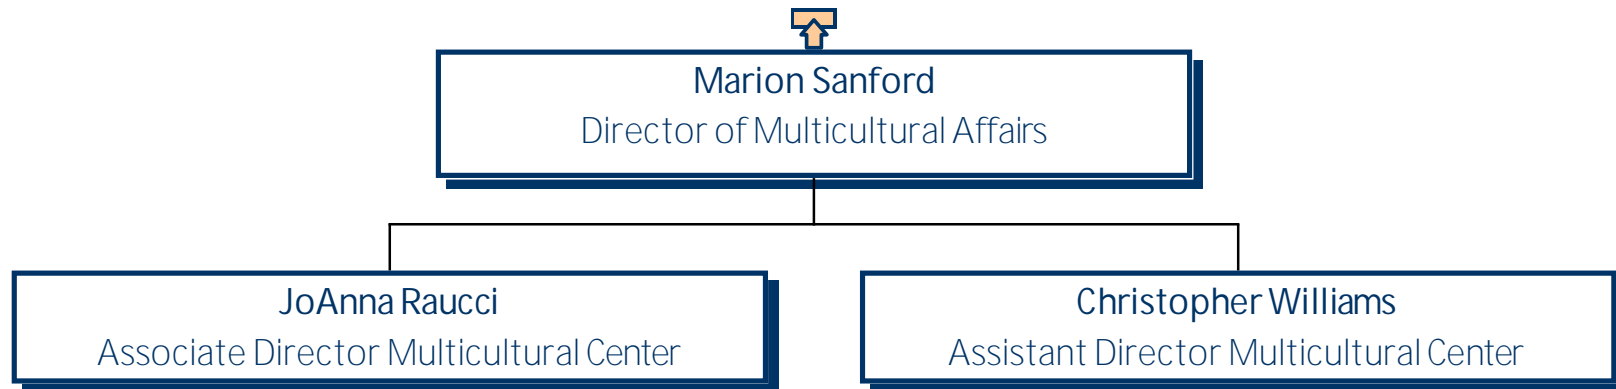 Marion Sanford
Director of Multicultural Affairs
JoAnna Raucci
Associate Director Multicultural Center
Christopher Williams
Assistant Director Multicultural Center